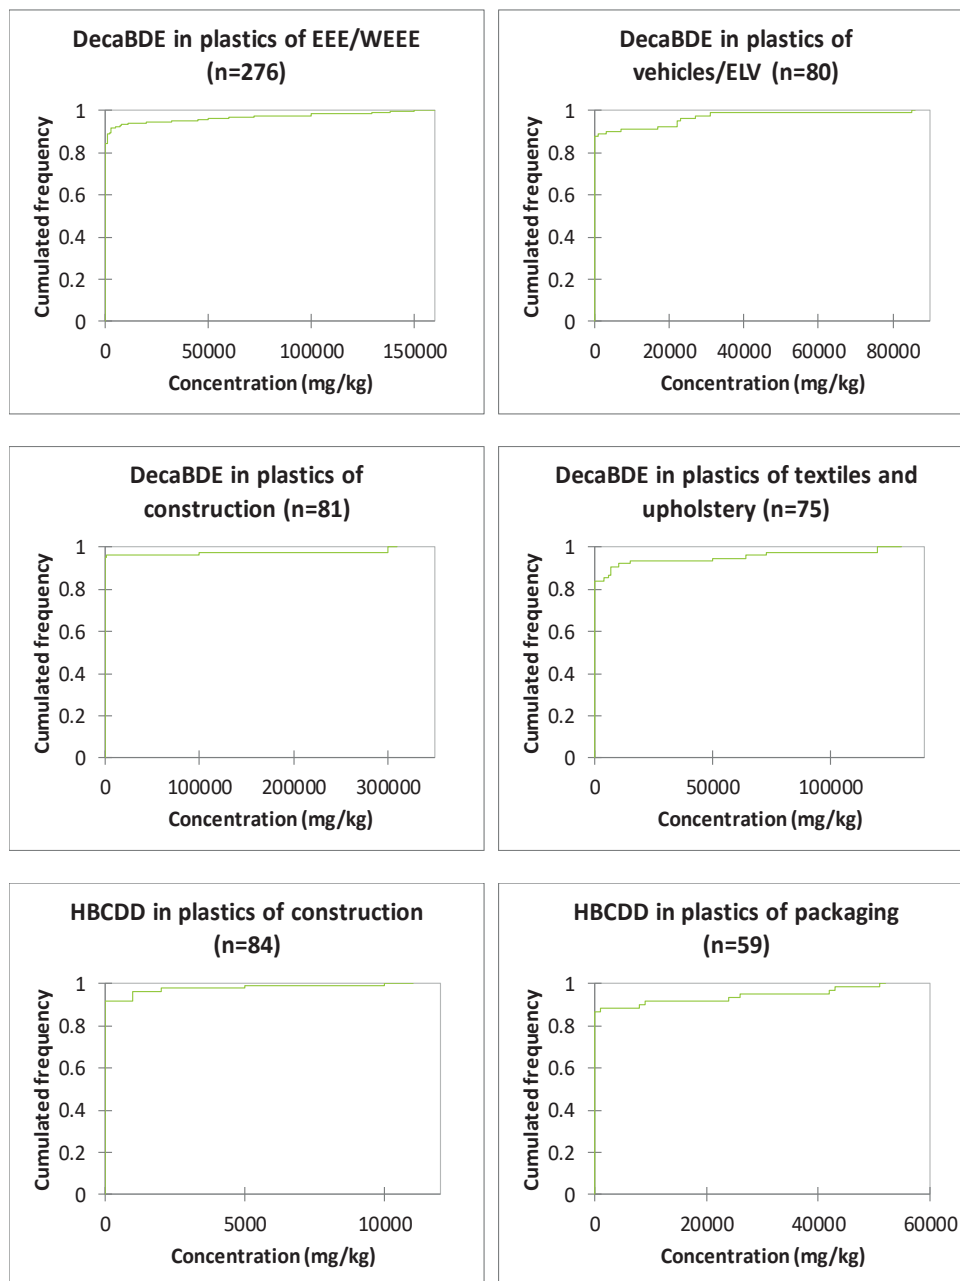 DecaBDE in plastics of EEE/WEEE
(n=276)
Cumulated frequency
1
0.8
0.6
0.4
0.2
0
0 50000 100000 150000
Concentration (mg/kg)
DecaBDE in plastics of
vehicles/ELV (n=80)
Cumulated frequency
1
0.8
0.6
0.4
0.2
0
0 20000 40000 60000 80000
Concentration (mg/kg)
DecaBDE in plastics of
construction (n=81)
Cumulated frequency
1
0.8
0.6
0.4
0.2
0
0 100000 200000 300000
Concentration (mg/kg)
DecaBDE in plastics of textiles and
upholstery (n=75)
Cumulated frequency
1
0.8
0.6
0.4
0.2
0
0 50000 100000
Concentration (mg/kg)
HBCDD in plastics of construction
(n=84)
Cumulated frequency
1
0.8
0.6
0.4
0.2
0
0 5000 10000
Concentration (mg/kg)
HBCDD in plastics of packaging
(n=59)
Cumulated frequency
1
0.8
0.6
0.4
0.2
0
0 20000 40000 60000
Concentration (mg/kg)